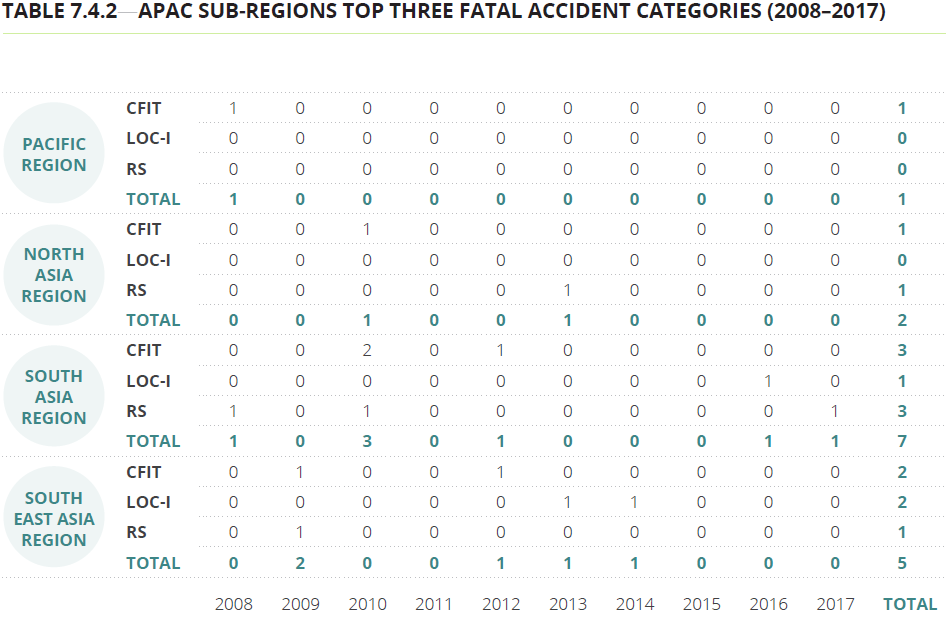 TABLE 7.4.2—APAC SUB-REGIONS TOP THREE FATAL ACCIDENT CATEGORIES (2008–2017)
PACIFIC
REGION
CFIT 1 0 0 0 0 0 0 0 0 0 1
LOC-I 0 0 0 0 0 0 0 0 0 0 0
RS 0 0 0 0 0 0 0 0 0 0 0
TOTAL 1 0 0 0 0 0 0 0 0 0 1
NORTH
ASIA
REGION
CFIT 0 0 1 0 0 0 0 0 0 0 1
LOC-I 0 0 0 0 0 0 0 0 0 0 0
RS 0 0 0 0 0 1 0 0 0 0 1
TOTAL 0 0 1 0 0 1 0 0 0 0 2
SOUTH
ASIA
REGION
CFIT 0 0 2 0 1 0 0 0 0 0 3
LOC-I 0 0 0 0 0 0 0 0 1 0 1
RS 1 0 1 0 0 0 0 0 0 1 3
TOTAL 1 0 3 0 1 0 0 0 1 1 7
SOUTH
EAST ASIA
REGION
CFIT 0 1 0 0 1 0 0 0 0 0 2
LOC-I 0 0 0 0 0 1 1 0 0 0 2
RS 0 1 0 0 0 0 0 0 0 0 1
TOTAL 0 2 0 0 1 1 1 0 0 0 5
2008 2009 2010 2011 2012 2013 2014 2015 2016 2017 TOTAL